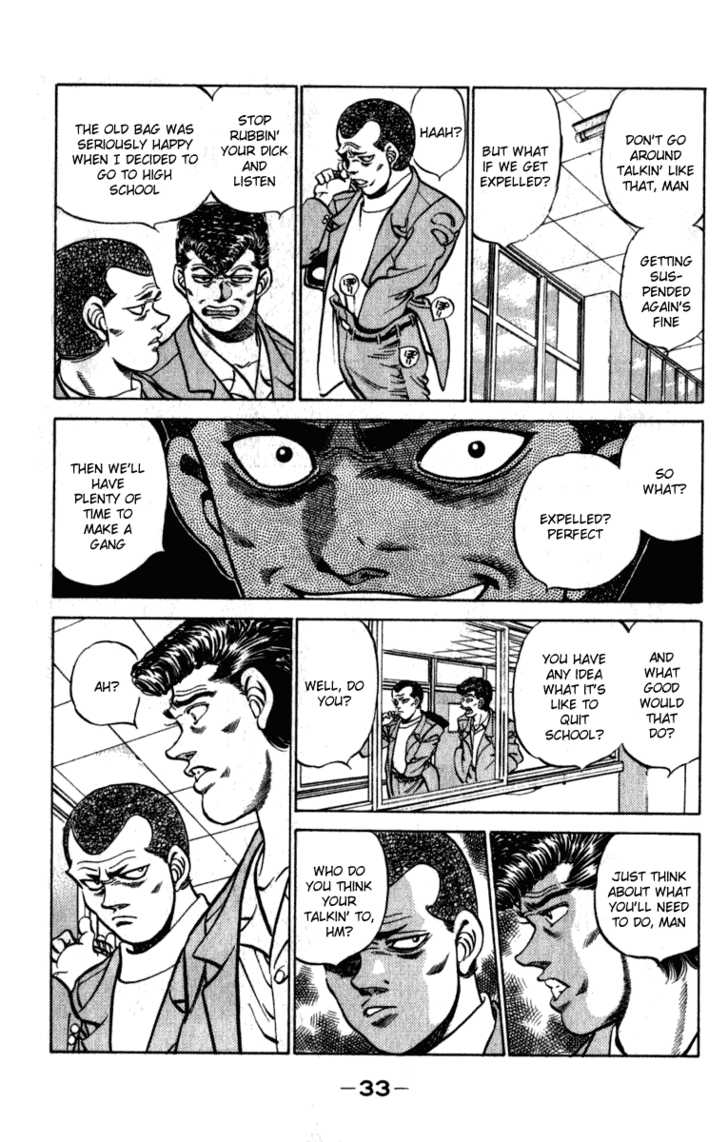 DON'T GO
AROUND
TALKIN' LIKE
THAT, MAN
GETTING
SUS-
PENDED
AGAIN'S
FINE
BUT WHAT
IF WE GET
EXPELLED?
HAAH?
STOP
RUBBIN'
YOUR DICK
AND
LISTEN
THE OLD BAG WAS
SERIOUSLY HAPPY
WHEN I DECIDED TO
GO TO HIGH
SCHOOL
SO
WHAT?
EXPELLED?
PERFECT
THEN WE'LL
HAVE
PLENTY OF
TIME TO
MAKE A
GANG
AND
WHAT
GOOD
WOULD
THAT
DO?
YOU HAVE
ANY IDEA
WHAT IT'S
LIKE TO
QUIT
SCHOOL?
WELL, DO
YOU?
AH?
JUST THINK
ABOUT WHAT
YOU'LL NEED
TO DO, MAN
WHO DO
YOU THINK
YOUR
TALKIN' TO,
HM?
-33-